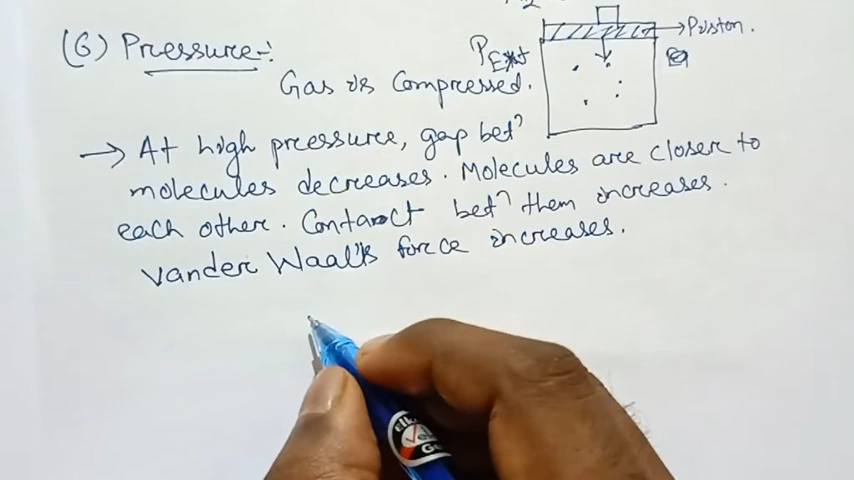 (6) Pressure:-
Piston.
P Ext
Gas is Compressed.
→ At high pressure, gap betⁿ
molecules decreases. Molecules are closer to
each other. Contact betⁿ them increases.
vander Waal's force increases.